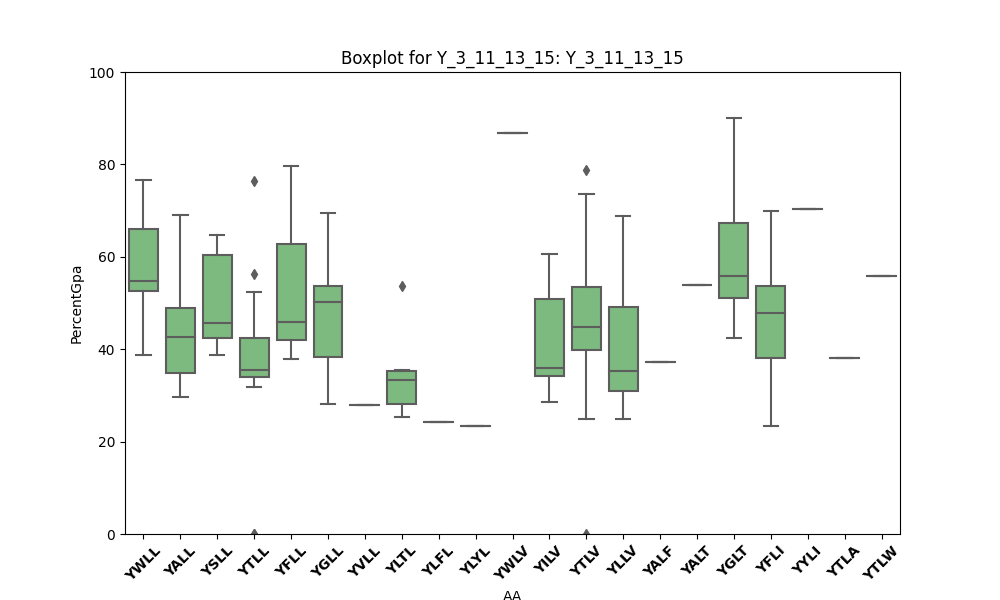 Boxplot for Y_3_11_13_15: Y_3_11_13_15
PercentGpa
100
80
60
40
20
0
YWLL YALL YSLL YTLL YFLL YGLL YVLL YLTL YLFL YLYL YWLV YILV YTLV YLLV YALF YALT YGLT YFLI YYLI YTLA YTLW
AA